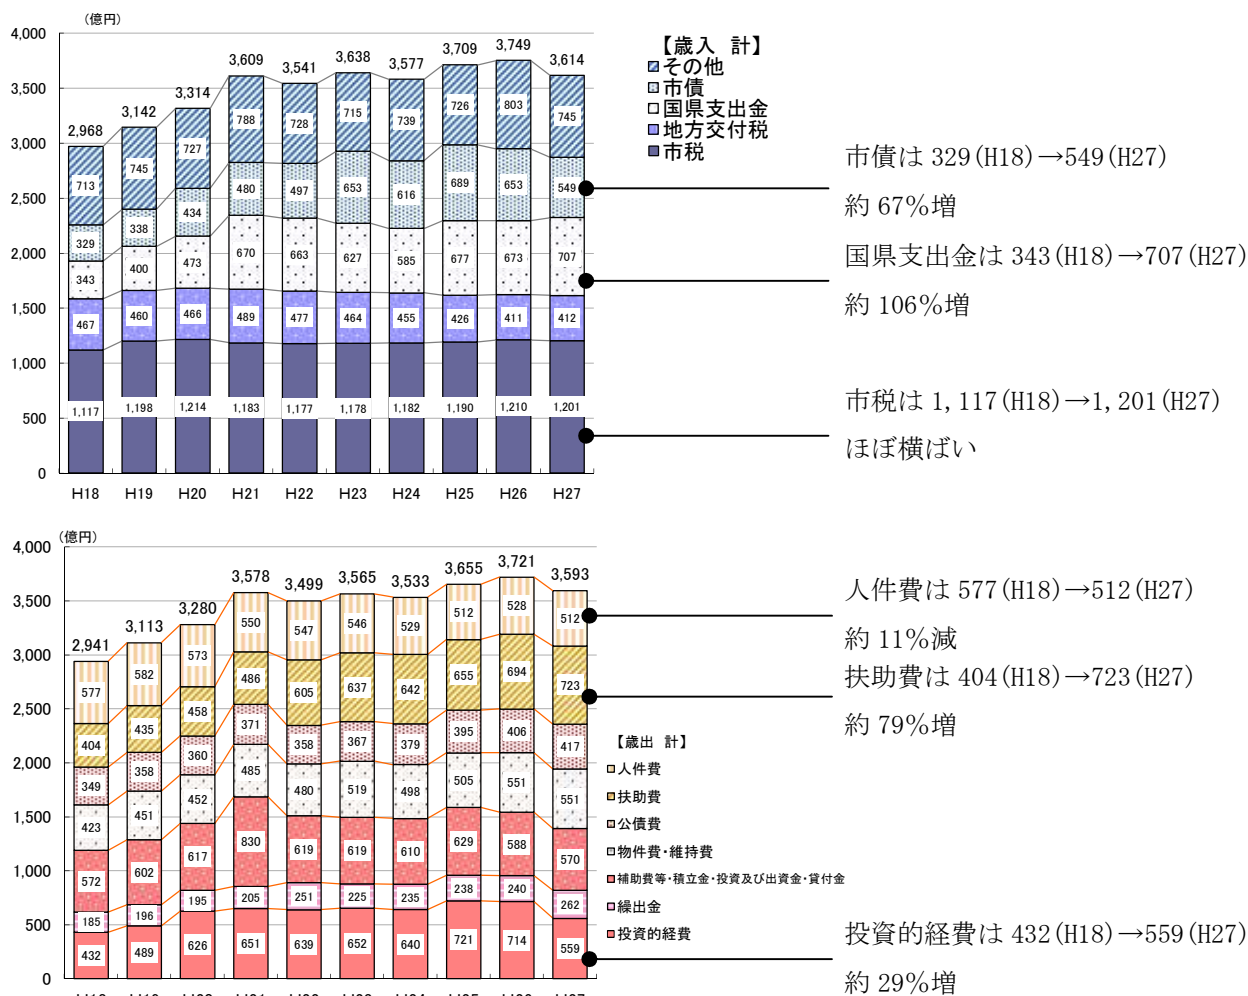 （億円）
4,000
3,500
3,000
2,500
2,000
1,500
1,000
500
0
2,968 3,142 3,314 3,609 3,541 3,638 3,577 3,709 3,749 3,614
713 745 727 788 728 715 739 726 803 745
329 338 434 480 497 653 616 689 653 549
343 400 473 670 663 627 585 677 673 707
467 460 466 489 477 464 455 426 411 412
1,117 1,198 1,214 1,183 1,177 1,178 1,182 1,190 1,210 1,201
H18 H19 H20 H21 H22 H23 H24 H25 H26 H27
【歳入 計】
その他
市債
国県支出金
地方交付税
市税
市債は 329(H18)→549(H27)
約 67％増
国県支出金は 343(H18)→707(H27)
約 106％増
市税は 1,117(H18)→1,201(H27)
ほぼ横ばい
（億円）
4,000
3,500
3,000
2,500
2,000
1,500
1,000
500
0
2,941 3,113 3,280 3,578 3,499 3,565 3,533 3,655 3,721 3,593
577 582 573 550 547 546 529 512 528 512
404 435 458 486 605 637 642 655 694 723
349 358 360 371 358 367 379 395 406 417
423 451 452 485 480 519 498 505 551 551
572 602 617 830 619 619 610 629 588 570
185 196 195 205 251 225 235 238 240 262
432 489 626 651 639 652 640 721 714 559
【歳出 計】
人件費
扶助費
公債費
物件費・維持費
補助費等・積立金・投資及び出資金・貸付金
繰出金
投資的経費
人件費は 577(H18)→512(H27)
約 11％減
扶助費は 404(H18)→723(H27)
約 79％増
投資的経費は 432(H18)→559(H27)
約 29％増